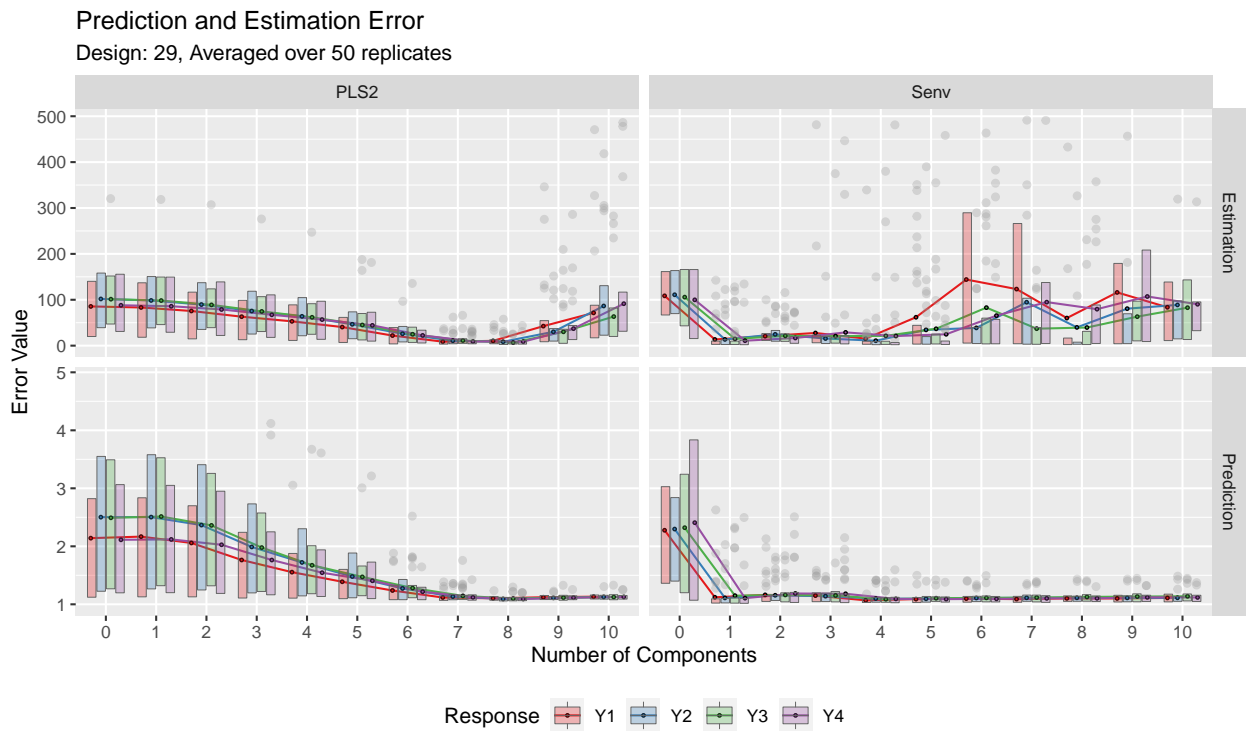 Prediction and Estimation Error
Design: 29, Averaged over 50 replicates
PLS2 Senv
500
400
300
200
100
0
Estimation
Error Value
5
4
3
2
1
Prediction
0 1 2 3 4 5 6 7 8 9 10 0 1 2 3 4 5 6 7 8 9 10
Number of Components
Response Y1 Y2 Y3 Y4